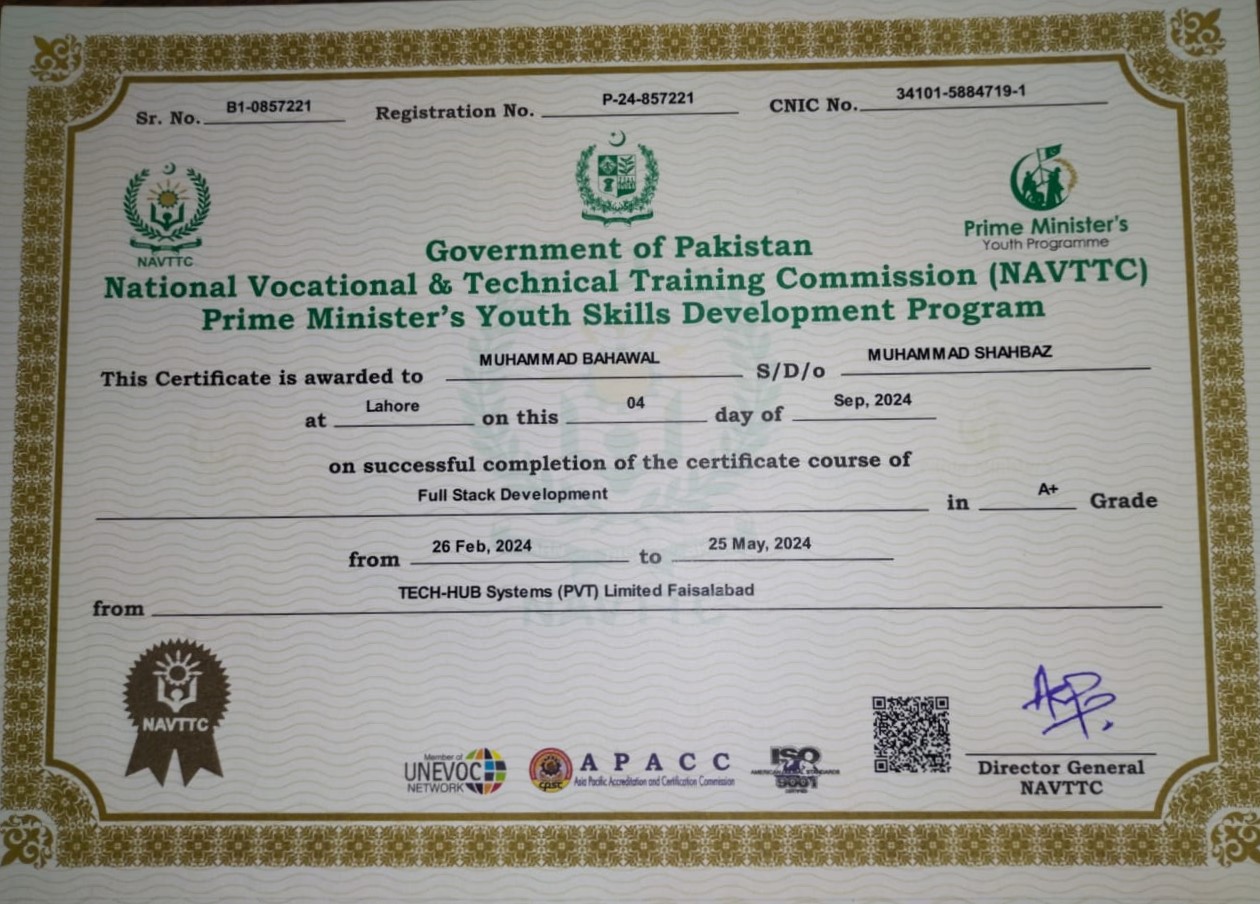 Sr. No. B1-0857221 Registration No. P-24-857221 CNIC No. 34101-5884719-1
NAVTTC
Prime Minister's
Youth Programme
Government of Pakistan
National Vocational & Technical Training Commission (NAVTTC)
Prime Minister's Youth Skills Development Program
This Certificate is awarded to MUHAMMAD BAHAWAL S/D/o MUHAMMAD SHAHBAZ
at Lahore on this 04 day of Sep, 2024
on successful completion of the certificate course of
Full Stack Development in A+ Grade
from 26 Feb, 2024 to 25 May, 2024
from TECH-HUB Systems (PVT) Limited Faisalabad
NAVTTC
NAVTTC
Member of
UNEVOC
NETWORK
cpsc
APACC
Asia Pacific Accreditation and Certification Commission
ISO
9001
CERTIFIED
Director General
NAVTTC